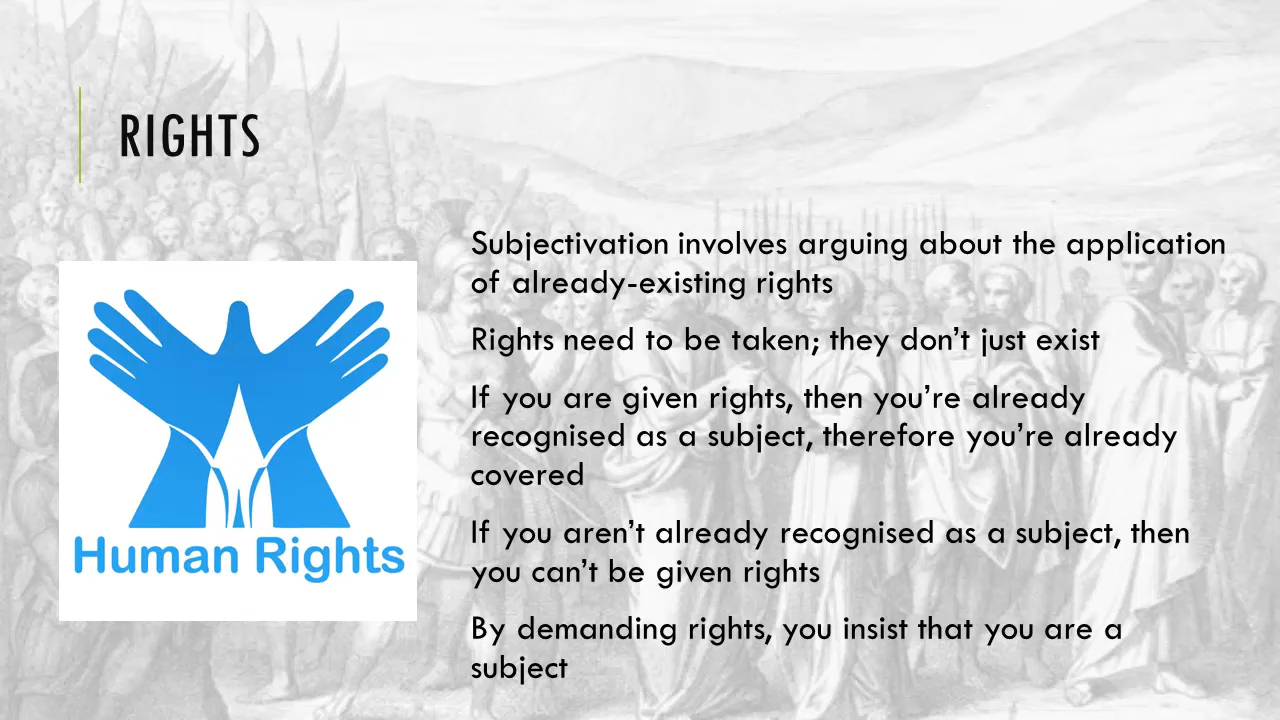 RIGHTS
Subjectivation involves arguing about the application
of already-existing rights
Rights need to be taken; they don’t just exist
If you are given rights, then you’re already
recognised as a subject, therefore you’re already
covered
If you aren’t already recognised as a subject, then
you can’t be given rights
By demanding rights, you insist that you are a
subject
Human Rights